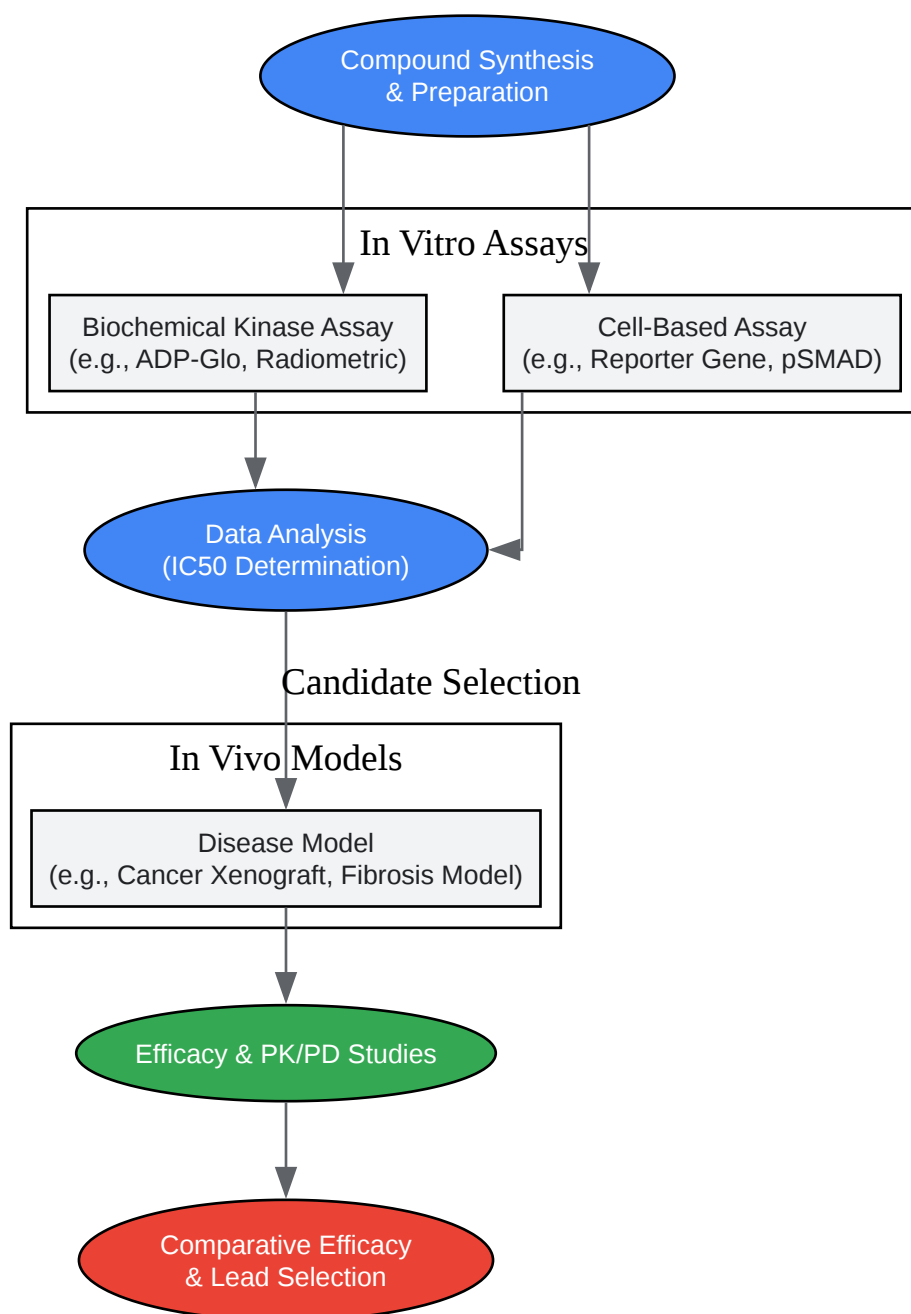 Compound Synthesis
& Preparation
In Vitro Assays
Biochemical Kinase Assay
(e.g., ADP-Glo, Radiometric)
Cell-Based Assay
(e.g., Reporter Gene, pSMAD)
Data Analysis
(IC50 Determination)
Candidate Selection
In Vivo Models
Disease Model
(e.g., Cancer Xenograft, Fibrosis Model)
Efficacy & PK/PD Studies
Comparative Efficacy
& Lead Selection